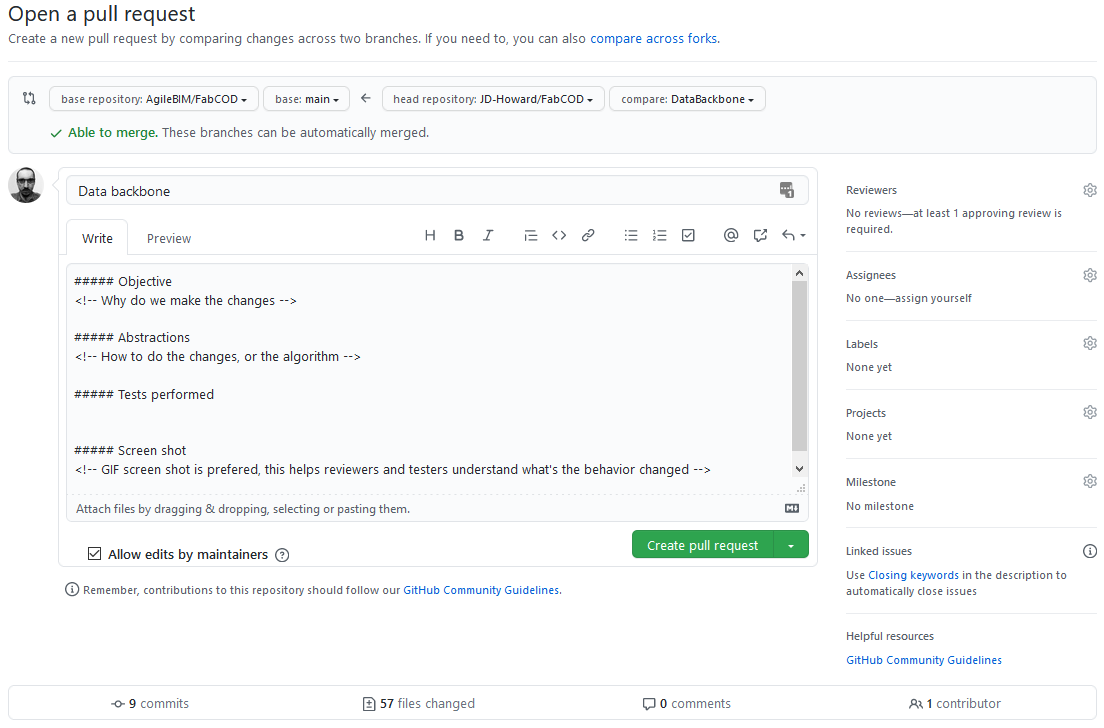 Open a pull request
Create a new pull request by comparing changes across two branches. If you need to, you can also compare across forks.
base repository: AgileBIM/FabCOD
base: main
head repository: JD-Howard/FabCOD
compare: DataBackbone
Able to merge. These branches can be automatically merged.
Data backbone
1
Write
Preview
H B I
##### Objective
<!-- Why do we make the changes -->
##### Abstractions
<!-- How to do the changes, or the algorithm -->
##### Tests performed
##### Screen shot
<!-- GIF screen shot is prefered, this helps reviewers and testers understand what's the behavior changed -->
Attach files by dragging & dropping, selecting or pasting them.
Allow edits by maintainers
Create pull request
Remember, contributions to this repository should follow our GitHub Community Guidelines.
Reviewers
No reviews—at least 1 approving review is
required.
Assignees
No one—assign yourself
Labels
None yet
Projects
None yet
Milestone
No milestone
Linked issues
Use Closing keywords in the description to
automatically close issues
Helpful resources
GitHub Community Guidelines
9 commits
57 files changed
0 comments
1 contributor